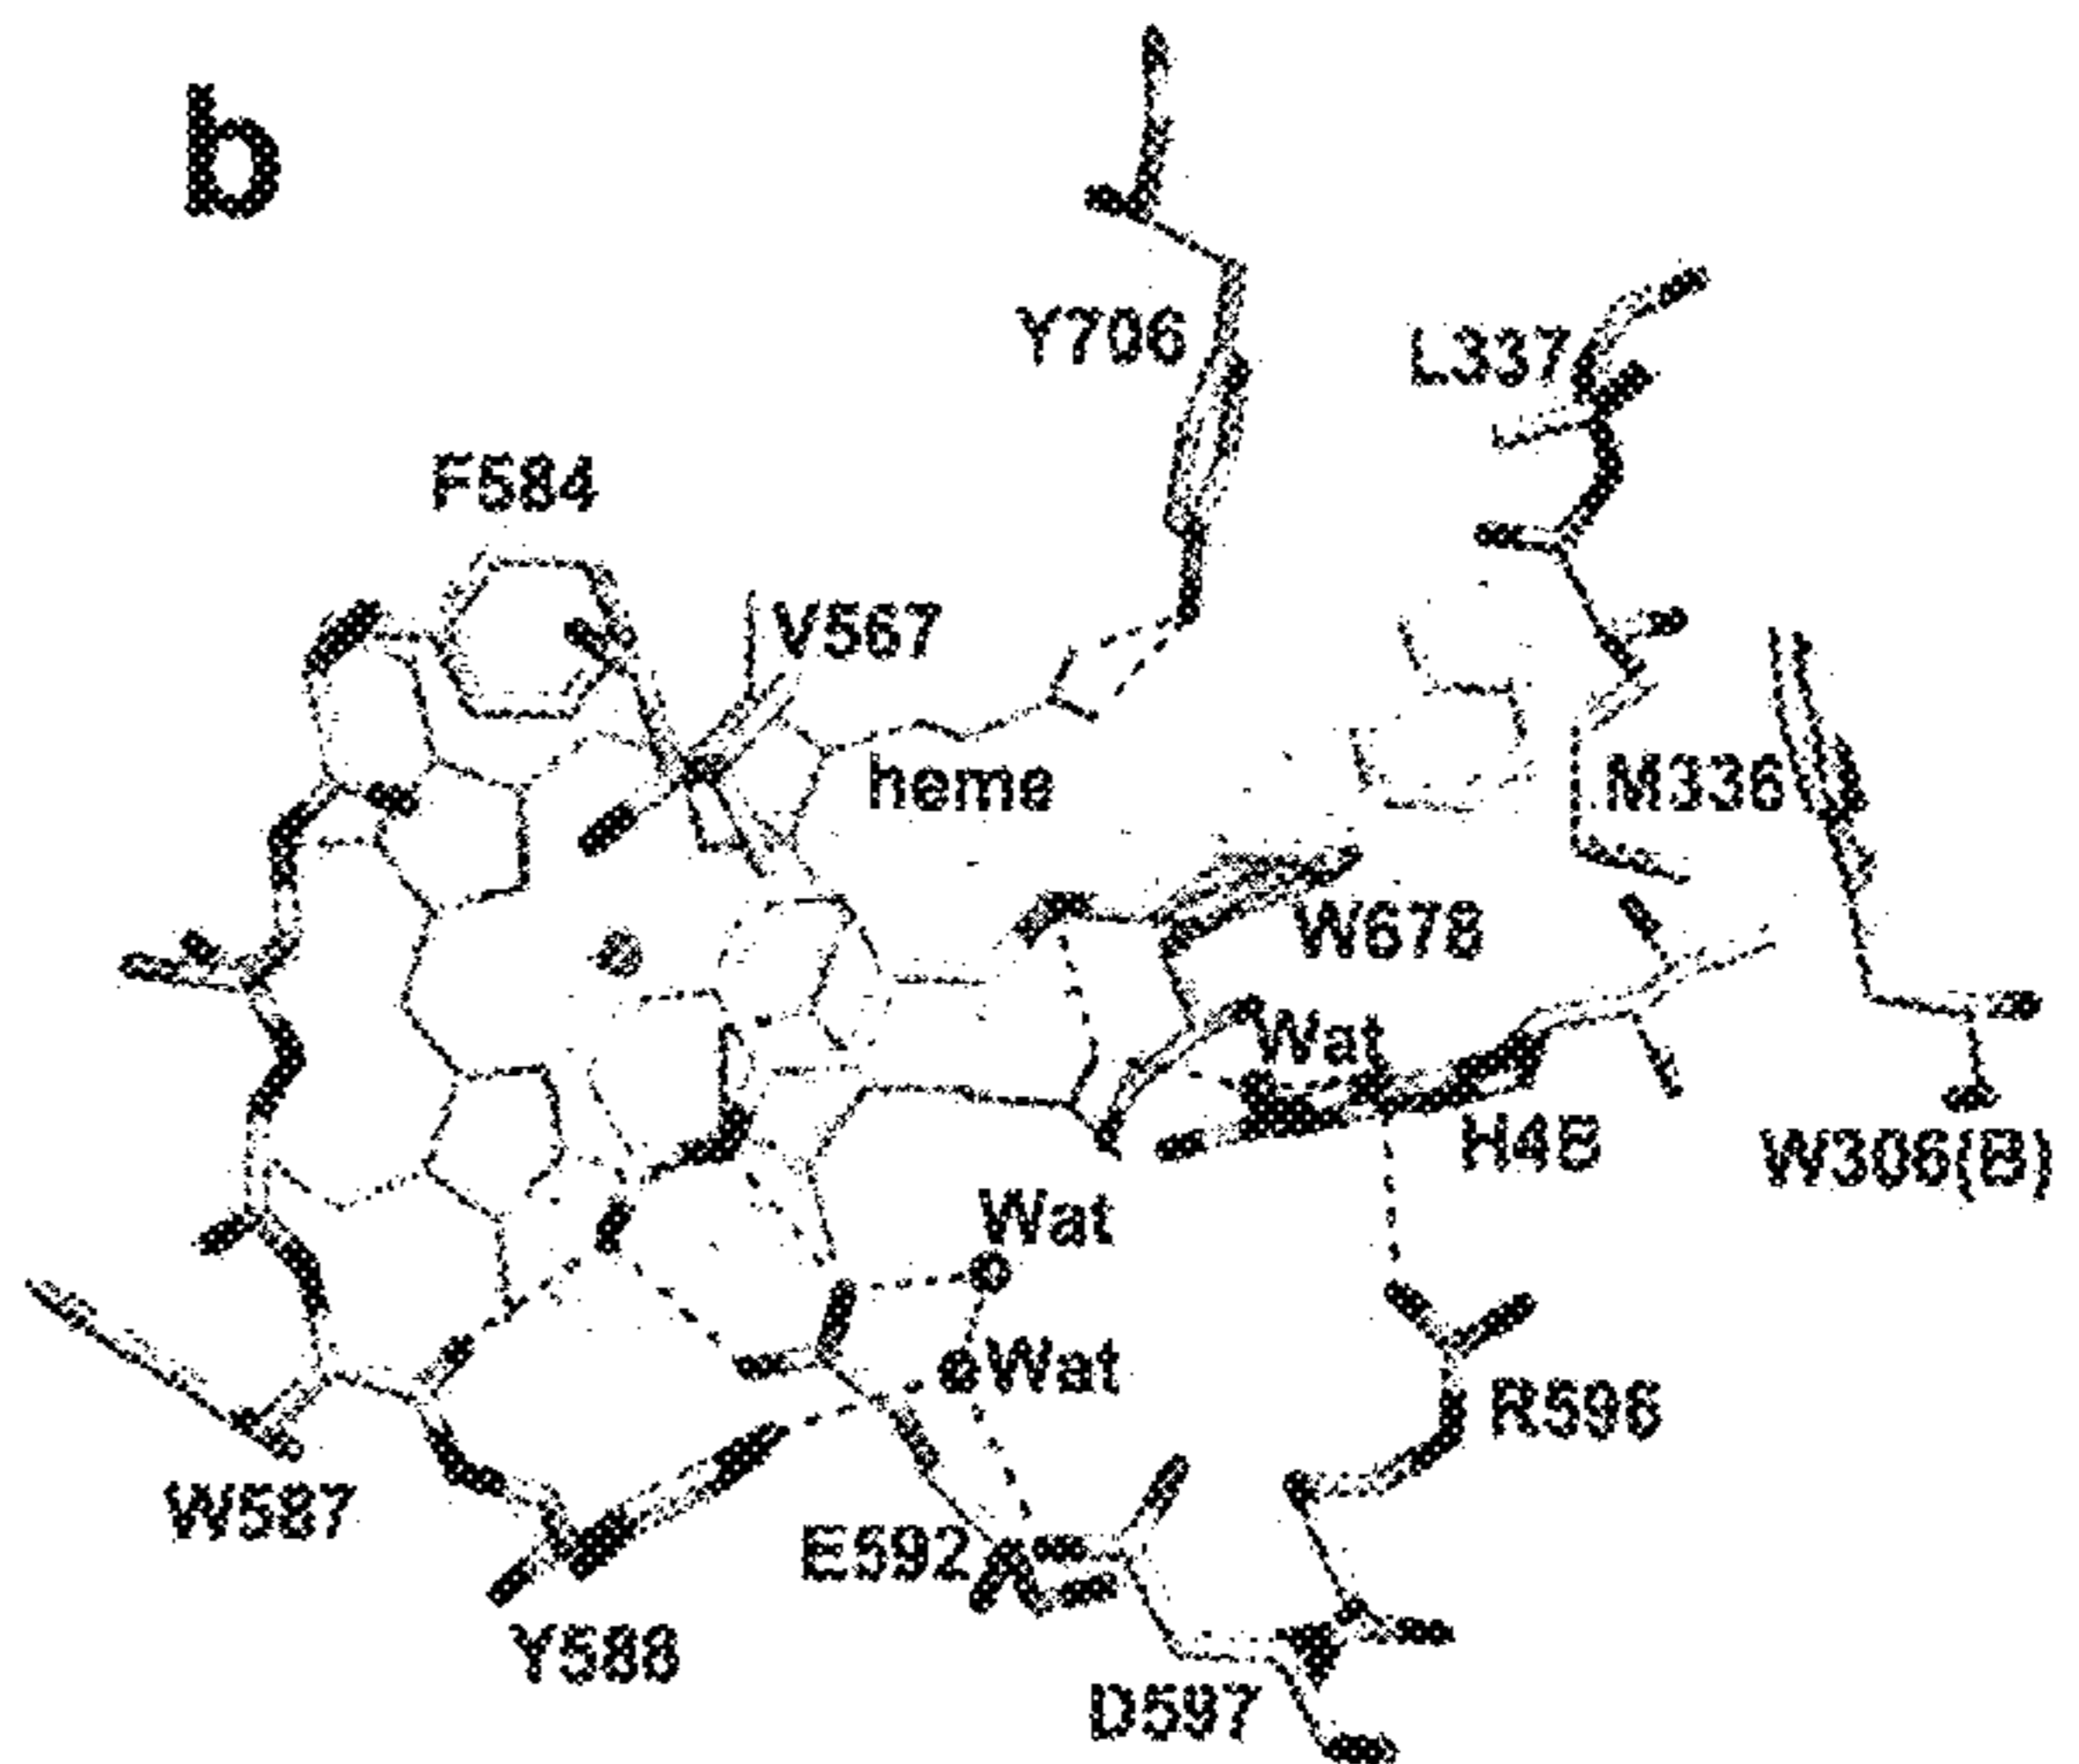 b
Y706
L337
F584
V567
heme
M336
W678
Wat
H4B
W306(B)
Wat
Wat
R596
W587
E592
Y588
D597